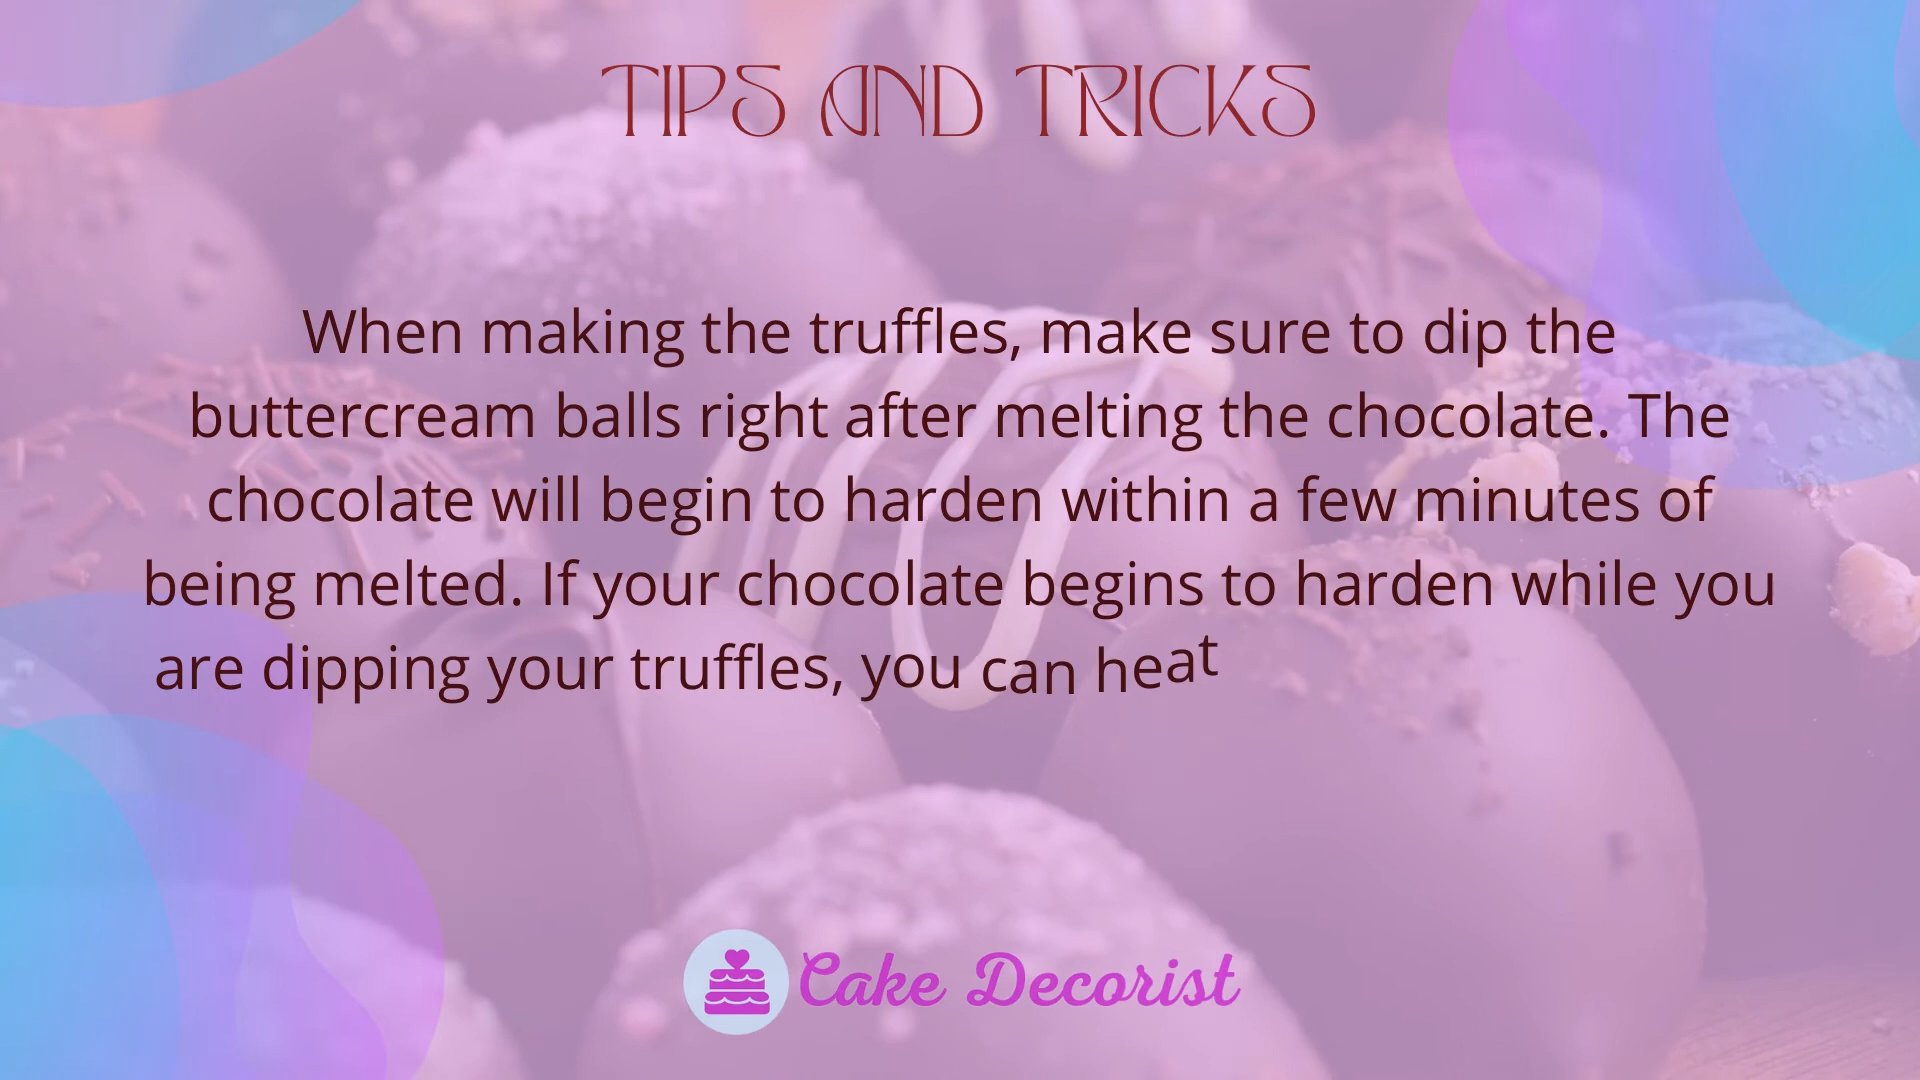 TIPS AND TRICKS
When making the truffles, make sure to dip the
buttercream balls right after melting the chocolate. The
chocolate will begin to harden within a few minutes of
being melted. If your chocolate begins to harden while you
are dipping your truffles, you can heat
Cake Decorist